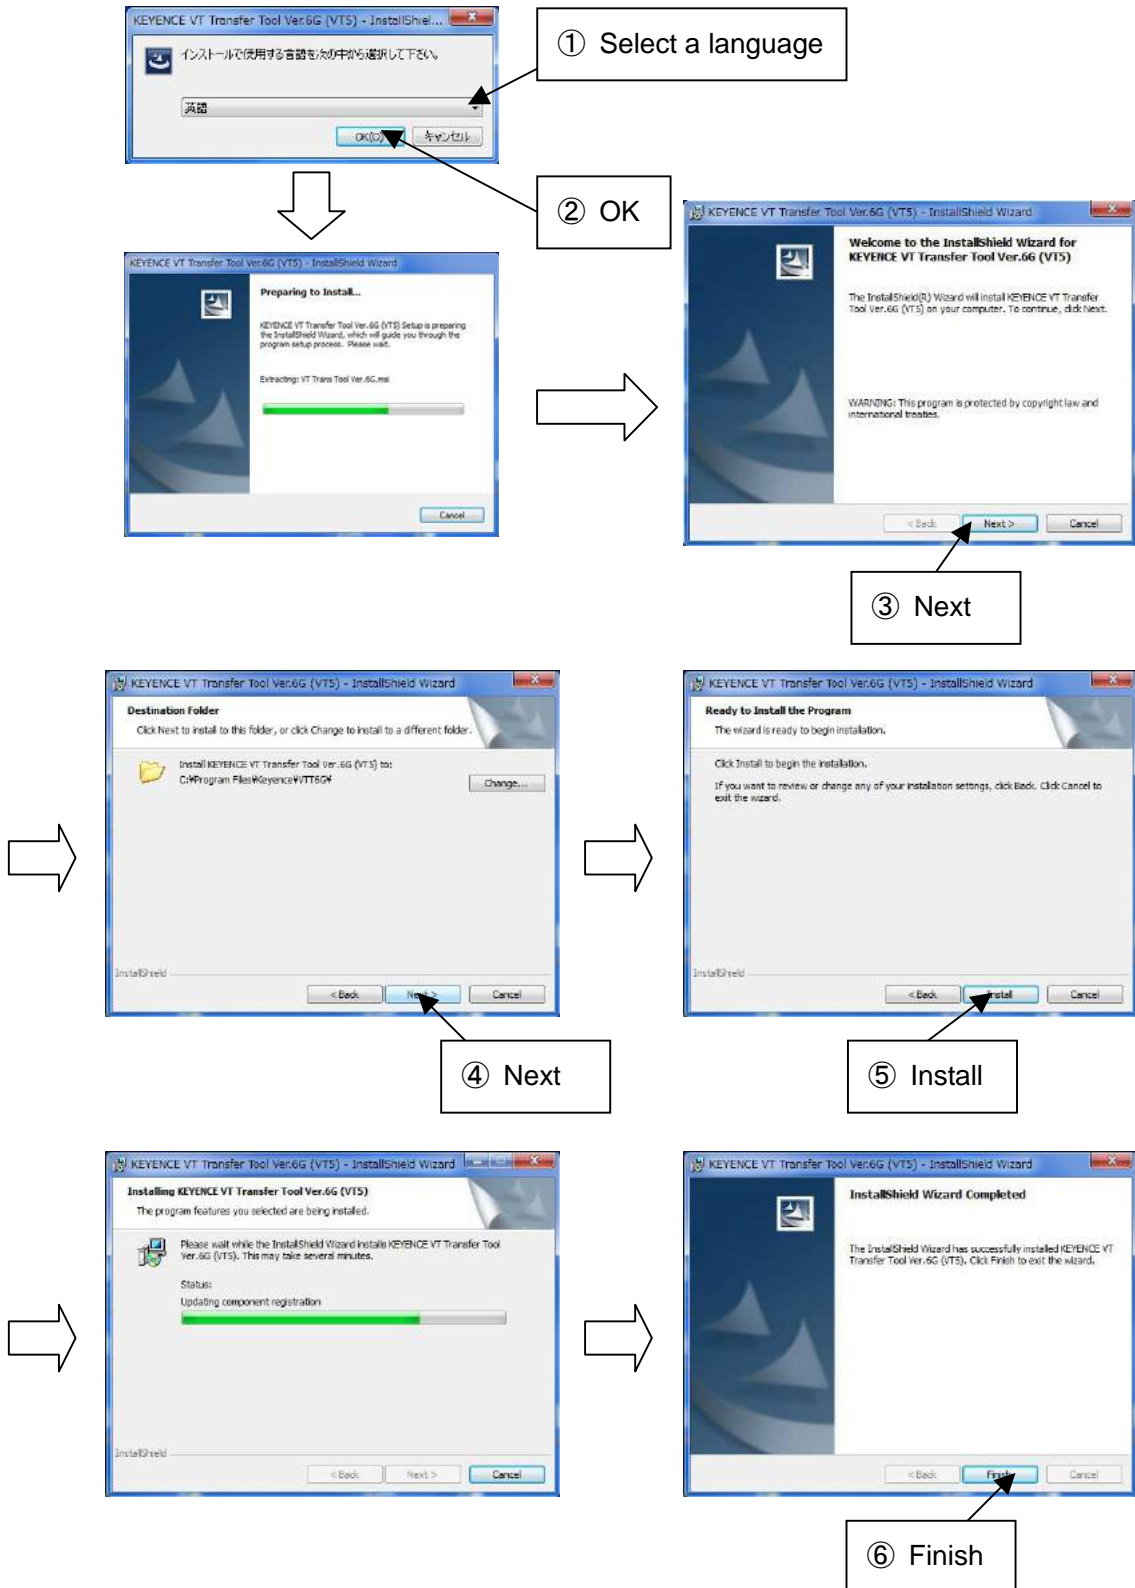 KEYENCE VT Transfer Tool Ver.6G (VT5) - InstallShiel...
インストールで使用する言語を次の中から選択して下さい。
英語
OK(O)
キャンセル
① Select a language
② OK
KEYENCE VT Transfer Tool Ver.6G (VT5) - InstallShield Wizard
Preparing to Install...
KEYENCE VT Transfer Tool Ver.6G (VT5) Setup is preparing
the InstallShield Wizard, which will guide you through the
program setup process. Please wait.
Extracting: VT Trans Tool Ver.6G.msi
Cancel
KEYENCE VT Transfer Tool Ver.6G (VT5) - InstallShield Wizard
Welcome to the InstallShield Wizard for
KEYENCE VT Transfer Tool Ver.6G (VT5)
The InstallShield(R) Wizard will install KEYENCE VT Transfer
Tool Ver.6G (VT5) on your computer. To continue, click Next.
WARNING: This program is protected by copyright law and
international treaties.
< Back
Next >
Cancel
③ Next
KEYENCE VT Transfer Tool Ver.6G (VT5) - InstallShield Wizard
Destination Folder
Click Next to install to this folder, or click Change to install to a different folder.
Install KEYENCE VT Transfer Tool Ver.6G (VT5) to:
C:¥Program Files¥Keyence¥VTT6G¥
Change...
InstallShield
< Back
Next >
Cancel
④ Next
KEYENCE VT Transfer Tool Ver.6G (VT5) - InstallShield Wizard
Ready to Install the Program
The wizard is ready to begin installation.
Click Install to begin the installation.
If you want to review or change any of your installation settings, click Back. Click Cancel to
exit the wizard.
InstallShield
< Back
Install
Cancel
⑤ Install
KEYENCE VT Transfer Tool Ver.6G (VT5) - InstallShield Wizard
Installing KEYENCE VT Transfer Tool Ver.6G (VT5)
The program features you selected are being installed.
Please wait while the InstallShield Wizard installs KEYENCE VT Transfer Tool
Ver.6G (VT5). This may take several minutes.
Status:
Updating component registration
InstallShield
< Back
Next >
Cancel
KEYENCE VT Transfer Tool Ver.6G (VT5) - InstallShield Wizard
InstallShield Wizard Completed
The InstallShield Wizard has successfully installed KEYENCE VT
Transfer Tool Ver.6G (VT5). Click Finish to exit the wizard.
< Back
Finish
Cancel
⑥ Finish